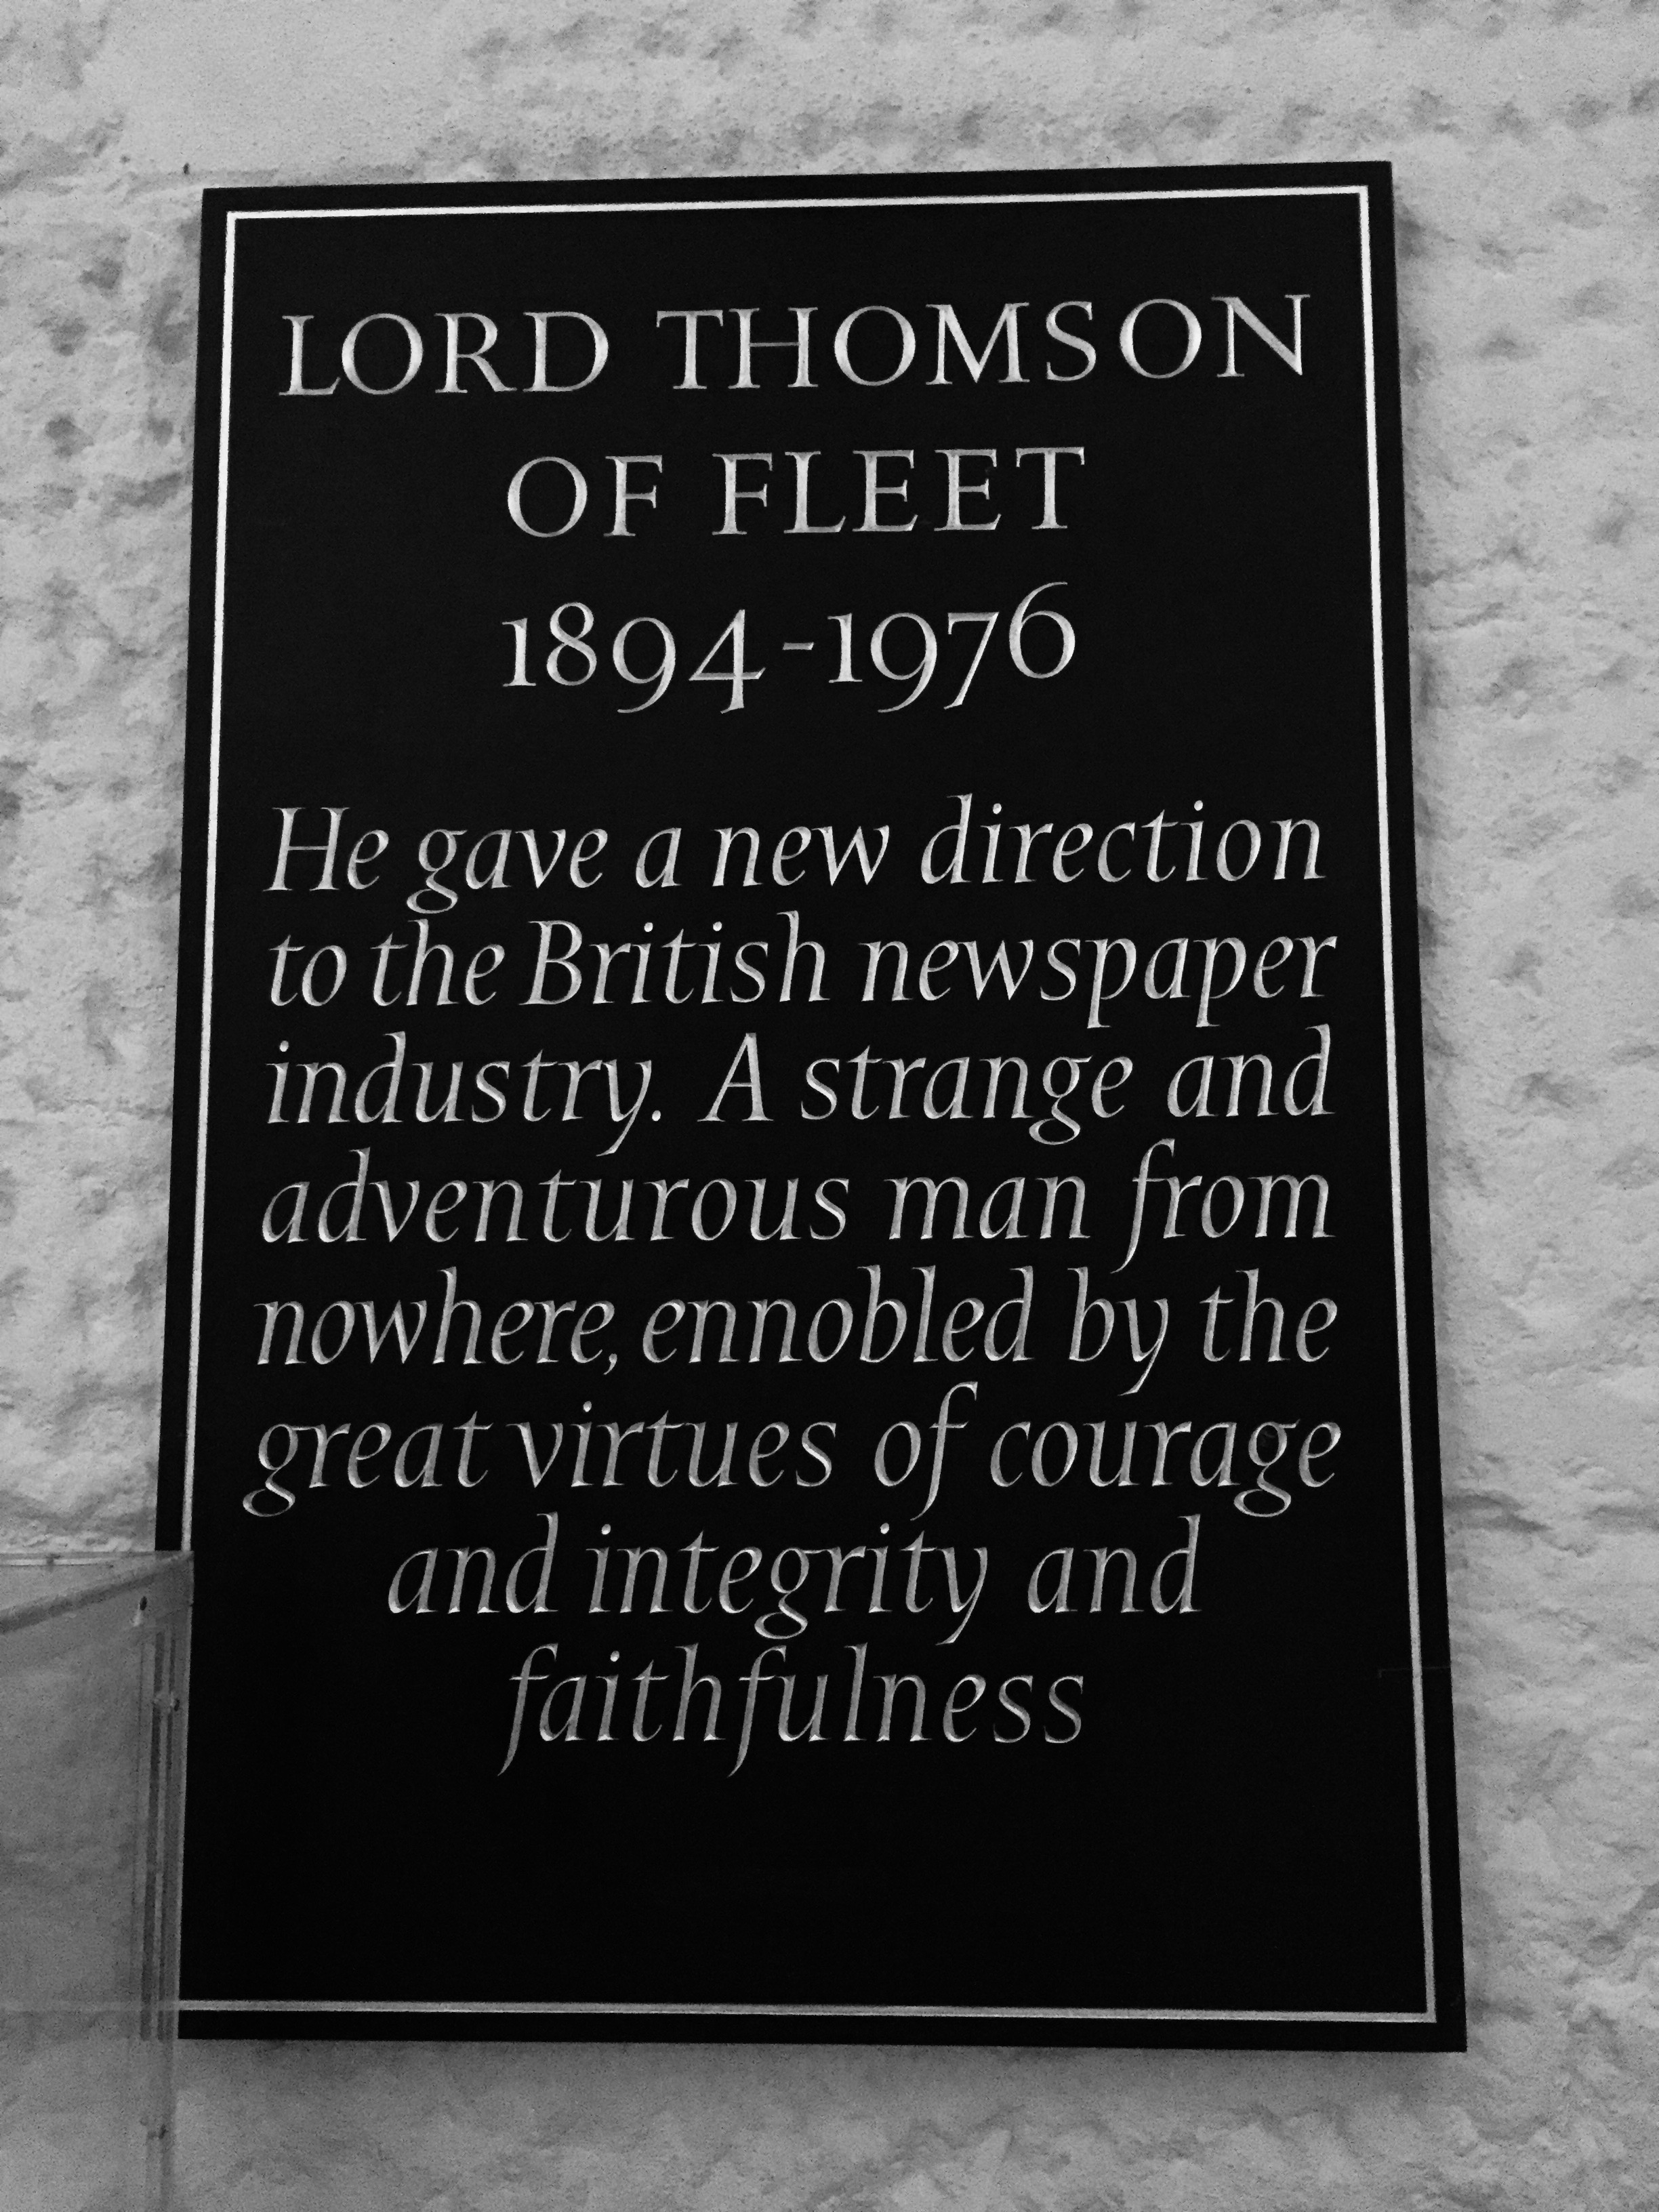 LORD THOMSON
OF FLEET
1894-1976
He gave a new direction
to the British newspaper
industry. A strange and
adventurous man from
nowhere, ennobled by the
great virtues of courage
and integrity and
faithfulness